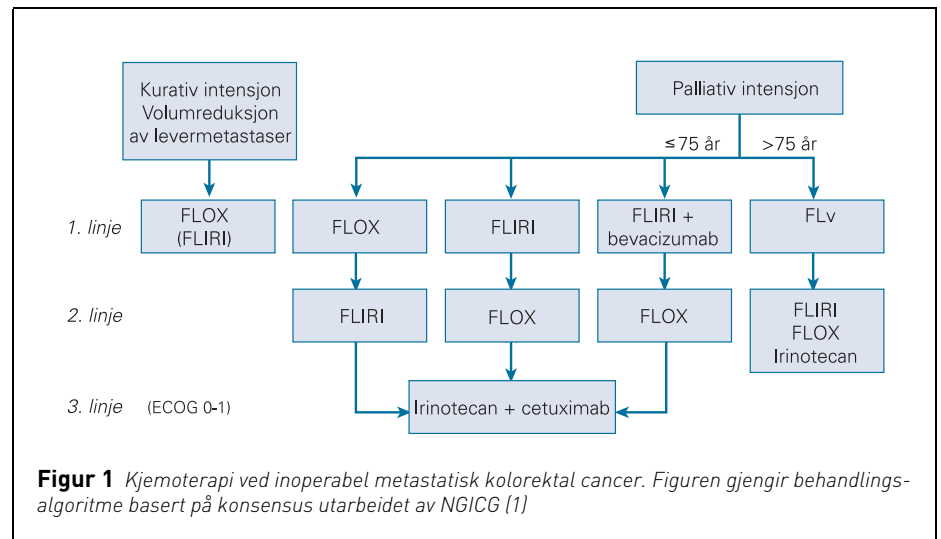 Kurativ intensjon
Volumreduksjon
av levermetastaser
Palliativ intensjon
≤75 år >75 år
1. linje
FLOX
(FLIRI)
FLOX
FLIRI
FLIRI +
bevacizumab
FLv
2. linje
FLIRI
FLOX
FLOX
FLIRI
FLOX
Irinotecan
3. linje (ECOG 0-1)
Irinotecan + cetuximab
Figur 1 Kjemoterapi ved inoperabel metastatisk kolorektal cancer. Figuren gjengir behandlings-
algoritme basert på konsensus utarbeidet av NGICG (1)